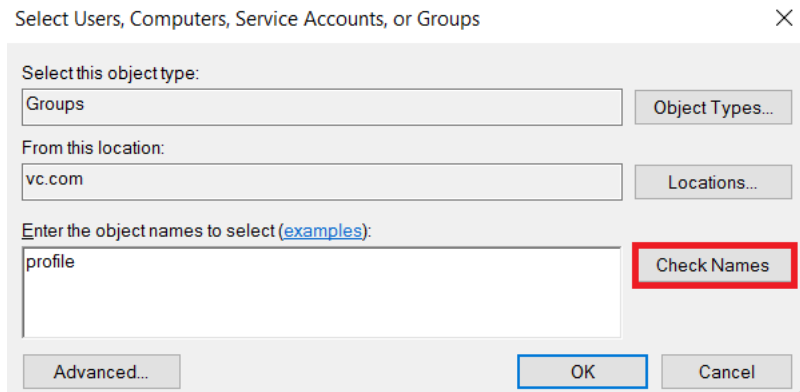 Select Users, Computers, Service Accounts, or Groups
Select this object type:
Groups
Object Types...
From this location:
vc.com
Locations...
Enter the object names to select (examples):
profile
Check Names
Advanced...
OK
Cancel